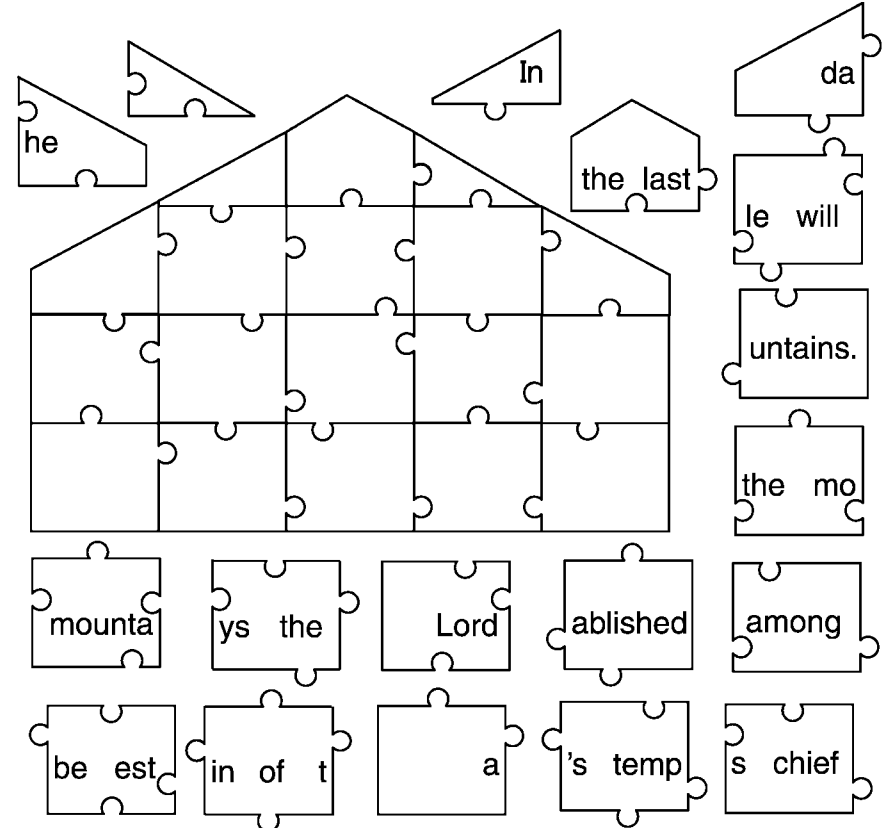 In
da
he
the last
le will
untains.
the mo
mounta
ys the
Lord
ablished
among
be est
in of t
a
's temp
s chief